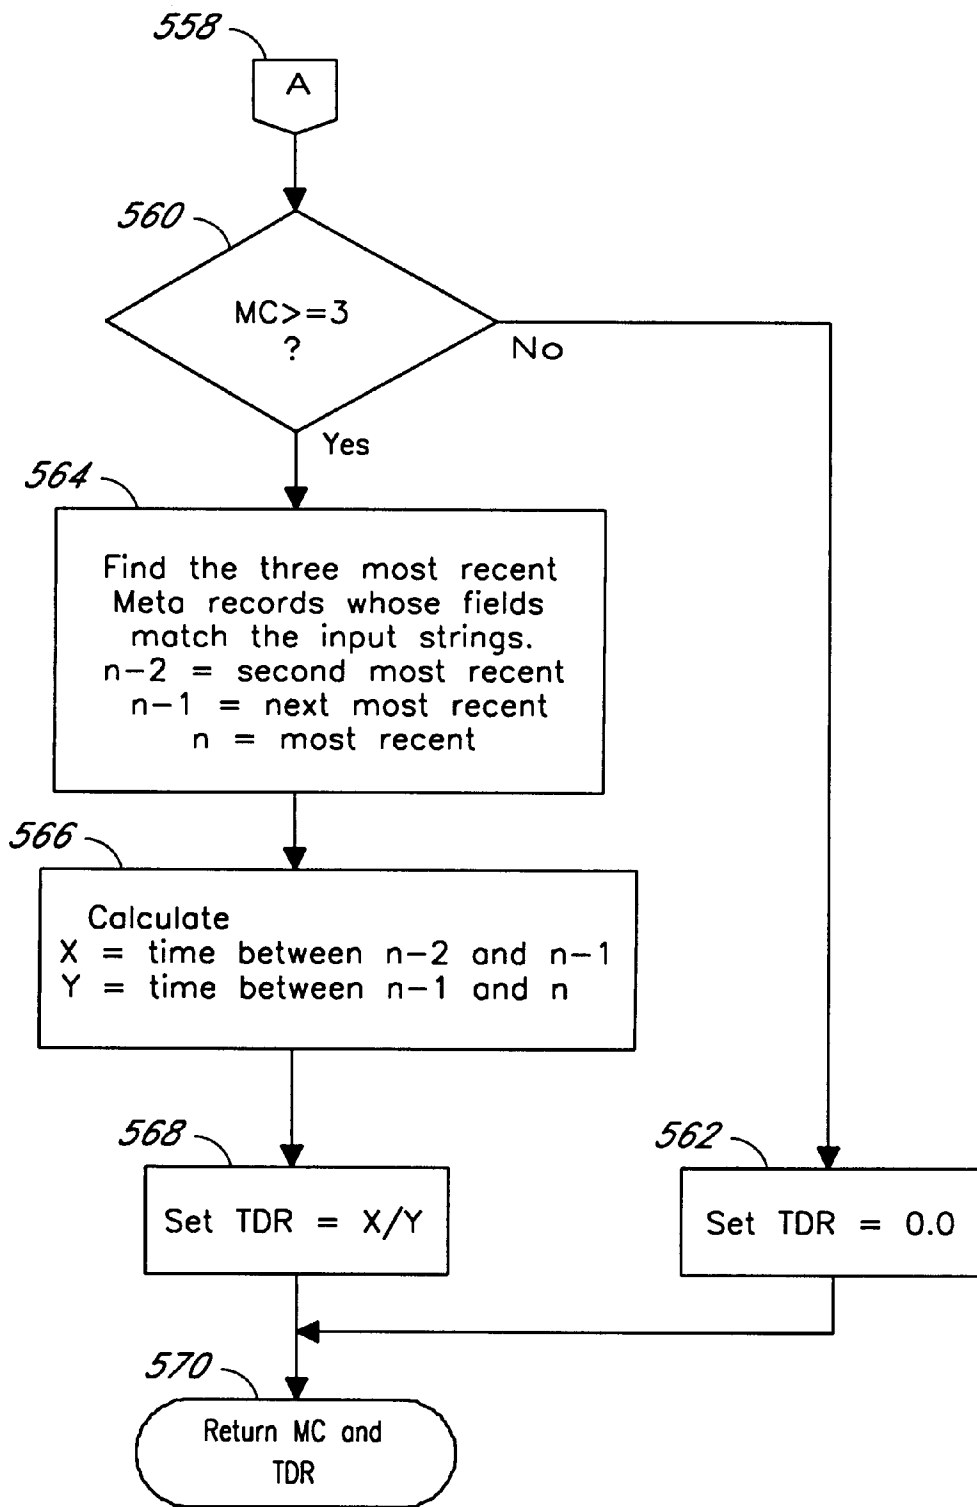 558
A
560
MC>=3
?
No
Yes
564
Find the three most recent
Meta records whose fields
match the input strings.
n-2 = second most recent
n-1 = next most recent
n = most recent
566
Calculate
X = time between n-2 and n-1
Y = time between n-1 and n
568
Set TDR = X/Y
562
Set TDR = 0.0
570
Return MC and
TDR